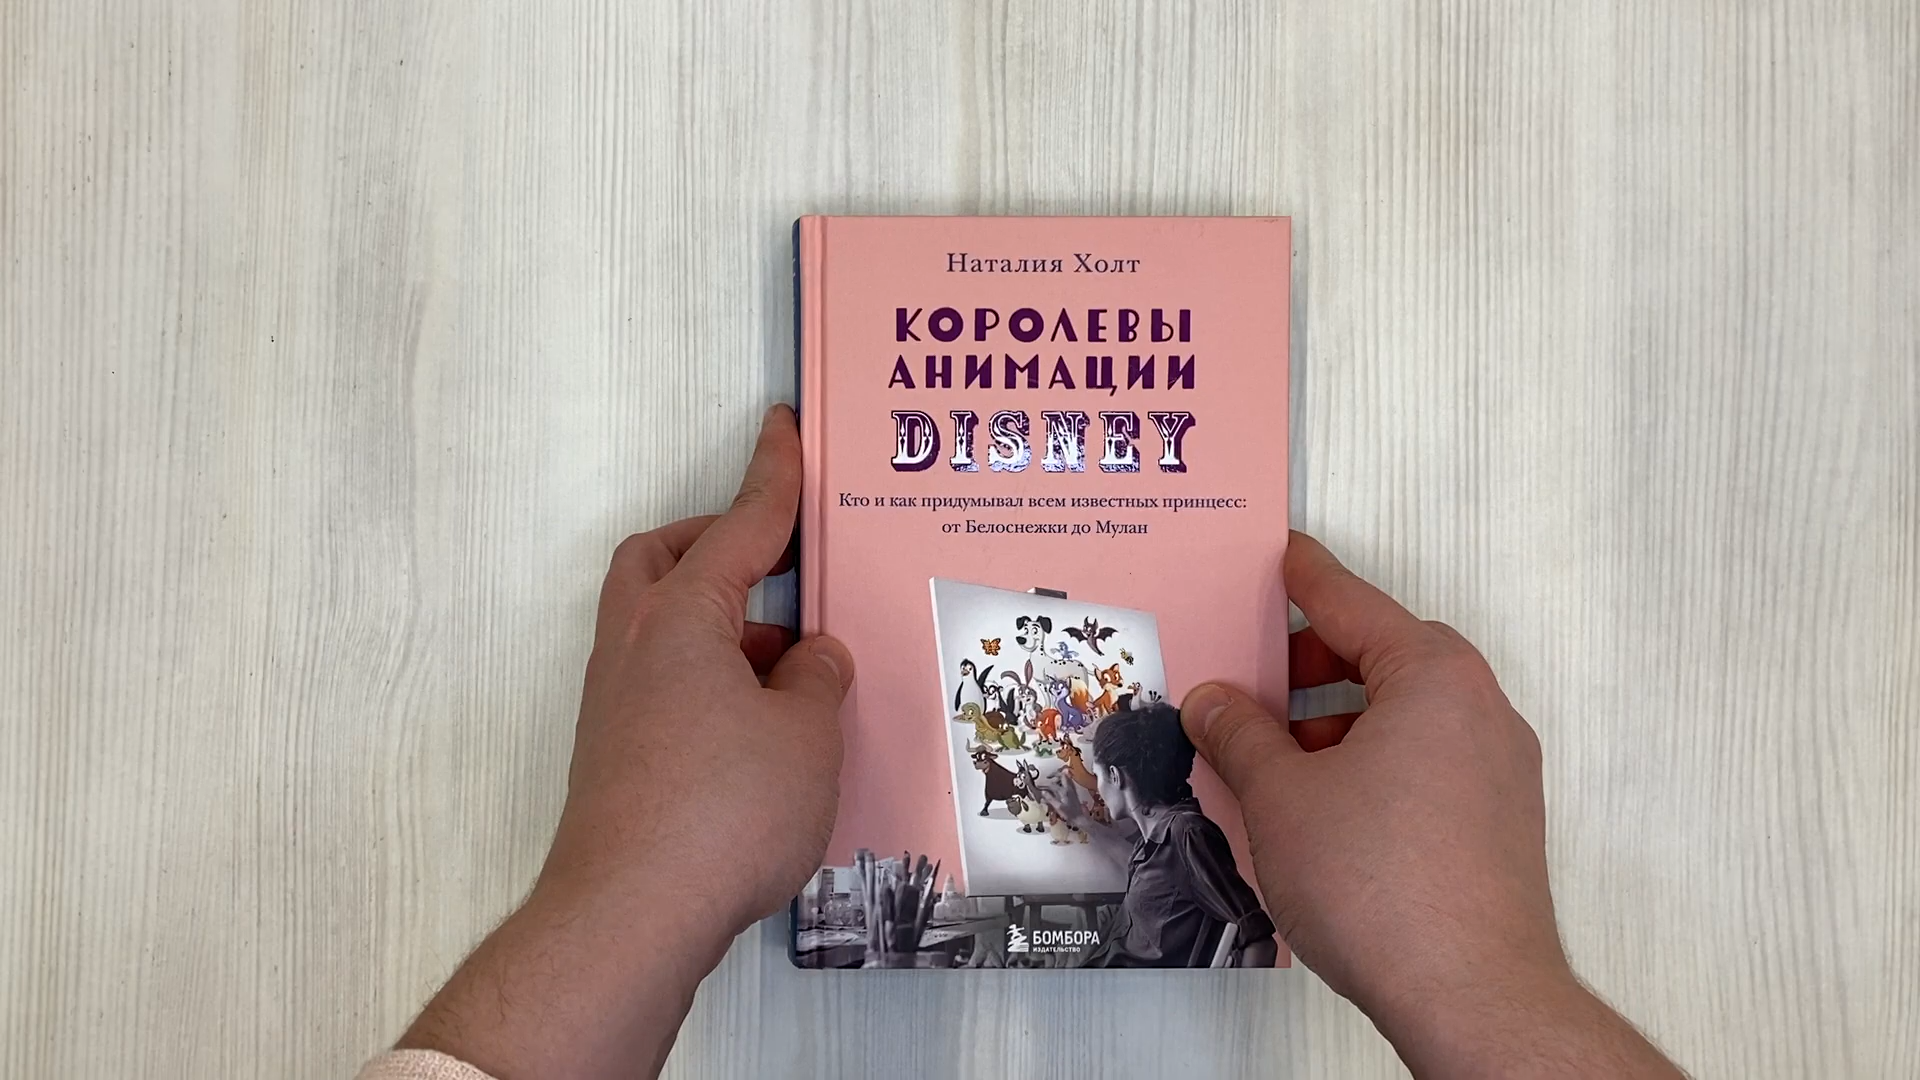 Наталия Холт
КОРОЛЕВЫ
АНИМАЦИИ
DISNEY
Кто и как придумывал всем известных принцесс:
от Белоснежки до Мулан
БОМБОРА
ИЗДАТЕЛЬСТВО